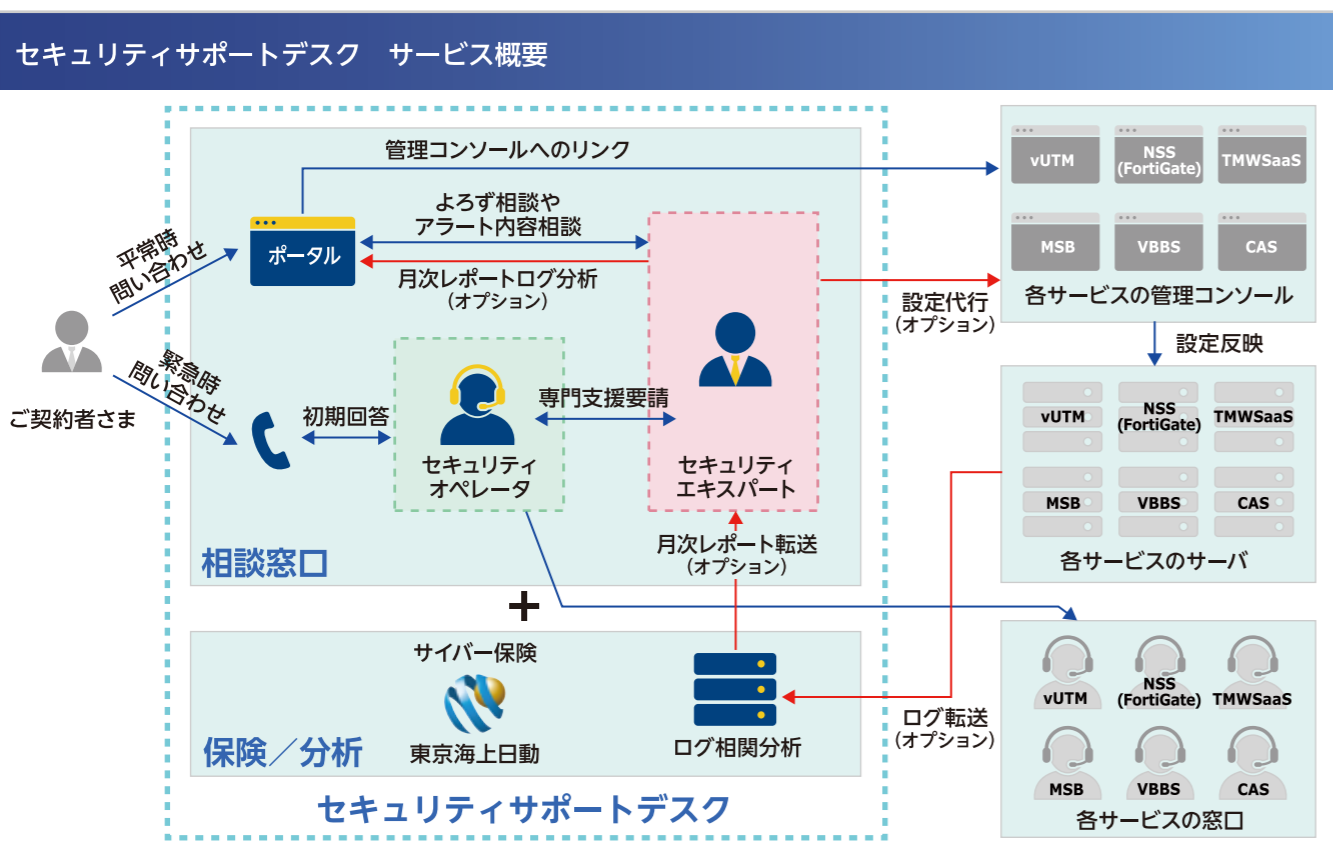 セキュリティサポートデスク　サービス概要
管理コンソールへのリンク
よろず相談や
アラート内容相談
ポータル
月次レポートログ分析
(オプション)
平常時
問い合わせ
緊急時
問い合わせ
ご契約者さま
初期回答
専門支援要請
セキュリティ
オペレータ
セキュリティ
エキスパート
相談窓口
月次レポート転送
(オプション)
+
サイバー保険
東京海上日動
ログ相関分析
保険／分析
セキュリティサポートデスク
設定代行
(オプション)
vUTM
NSS
(FortiGate)
TMWSaaS
MSB
VBBS
CAS
各サービスの管理コンソール
設定反映
vUTM
NSS
(FortiGate)
TMWSaaS
MSB
VBBS
CAS
各サービスのサーバ
ログ転送
(オプション)
vUTM
NSS
(FortiGate)
TMWSaaS
MSB
VBBS
CAS
各サービスの窓口